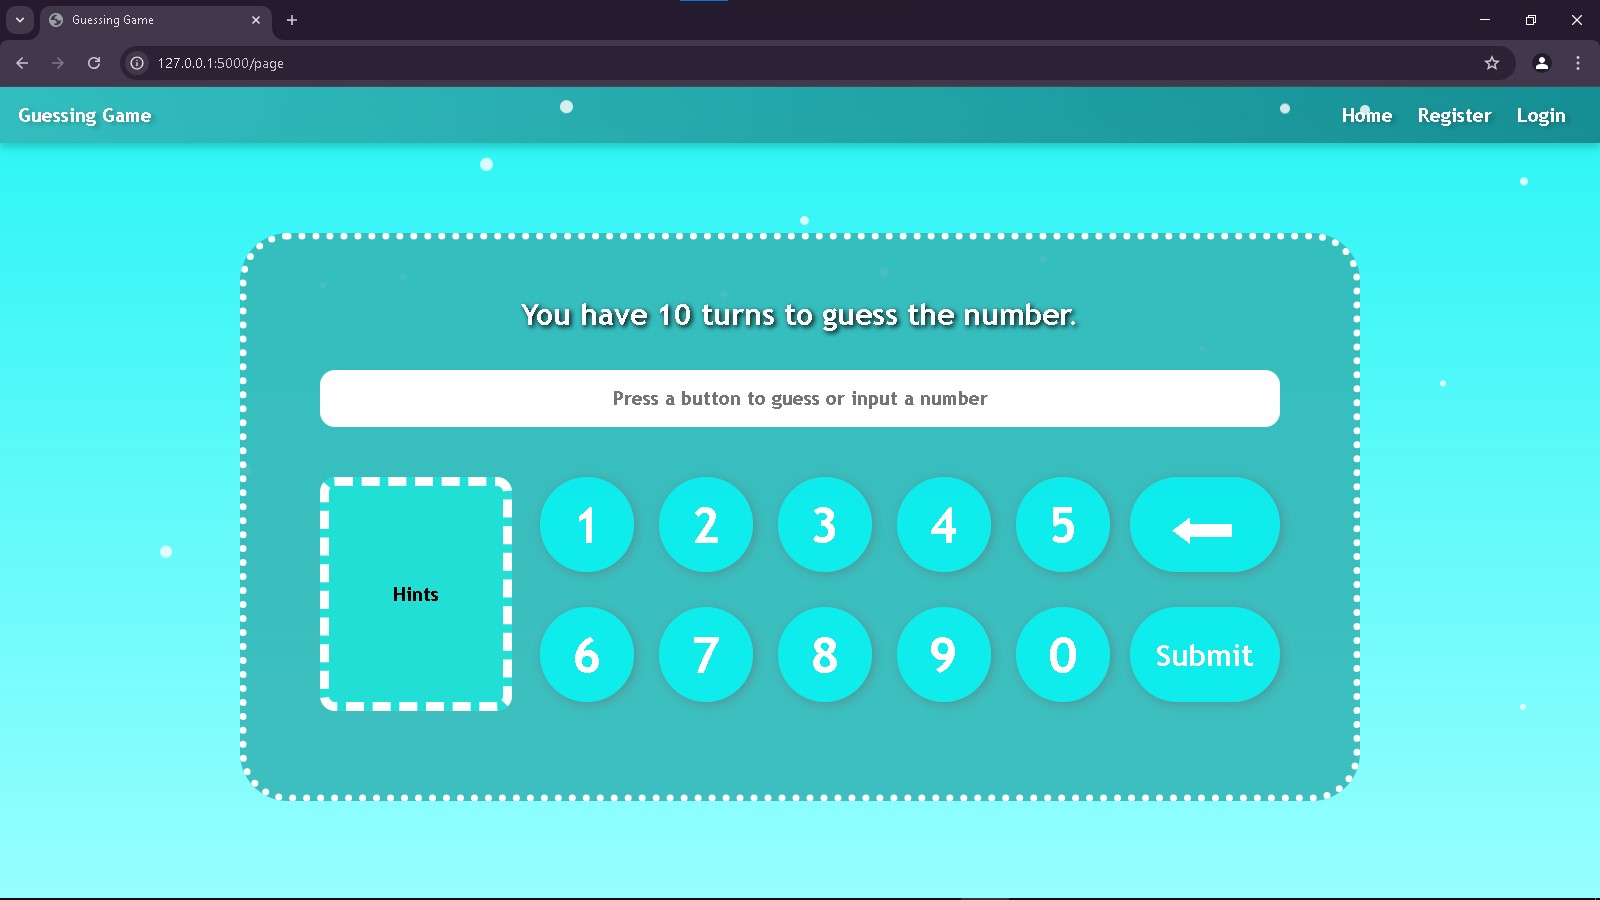 Guessing Game
127.0.0.1:5000/page
Guessing Game
Home Register Login
You have 10 turns to guess the number.
Press a button to guess or input a number
Hints
1 2 3 4 5
6 7 8 9 0 Submit